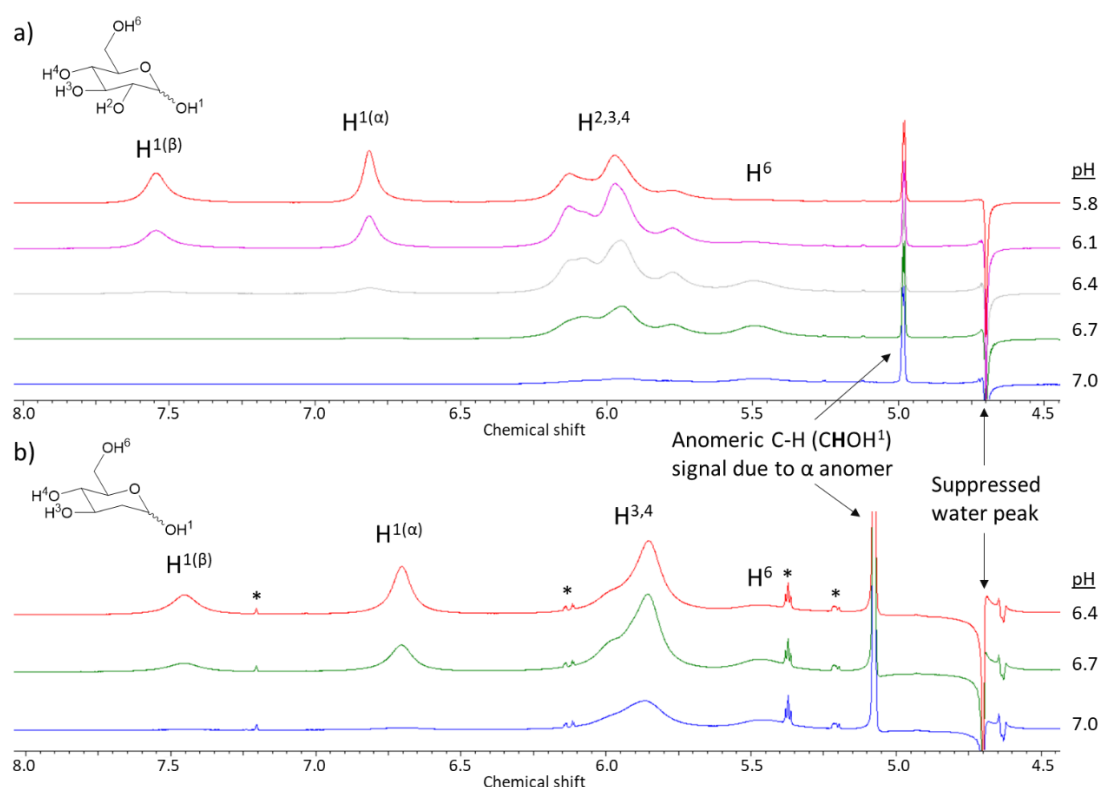 a)
OH⁶
H⁴O
O
H³O
H²O
OH¹
H¹⁽ᵝ⁾
H¹⁽ᵅ⁾
H²,³,⁴
H⁶
pH
5.8
6.1
6.4
6.7
7.0
8.0 7.5 7.0 6.5 6.0 5.5 5.0 4.5
Chemical shift
Anomeric C-H (CHOH¹)
signal due to α anomer
Suppressed
water peak
b)
OH⁶
H⁴O
O
H³O
OH¹
H¹⁽ᵝ⁾
H¹⁽ᵅ⁾
H³,⁴
H⁶
* * * *
pH
6.4
6.7
7.0
8.0 7.5 7.0 6.5 6.0 5.5 5.0 4.5
Chemical shift